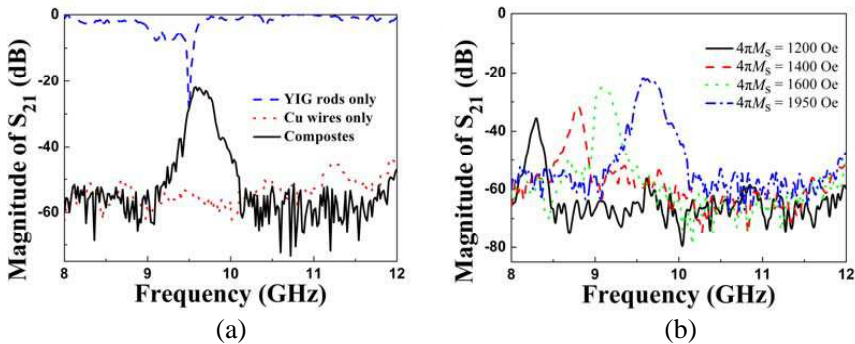 0
-20
-40
-60
Magnitude of S21 (dB)
YIG rods only
Cu wires only
Compostes
8
9
10
11
12
Frequency (GHz)
(a)
0
-20
-40
-60
-80
Magnitude of S21 (dB)
4πMS = 1200 Oe
4πMS = 1400 Oe
4πMS = 1600 Oe
4πMS = 1950 Oe
8
9
10
11
12
Frequency (GHz)
(b)